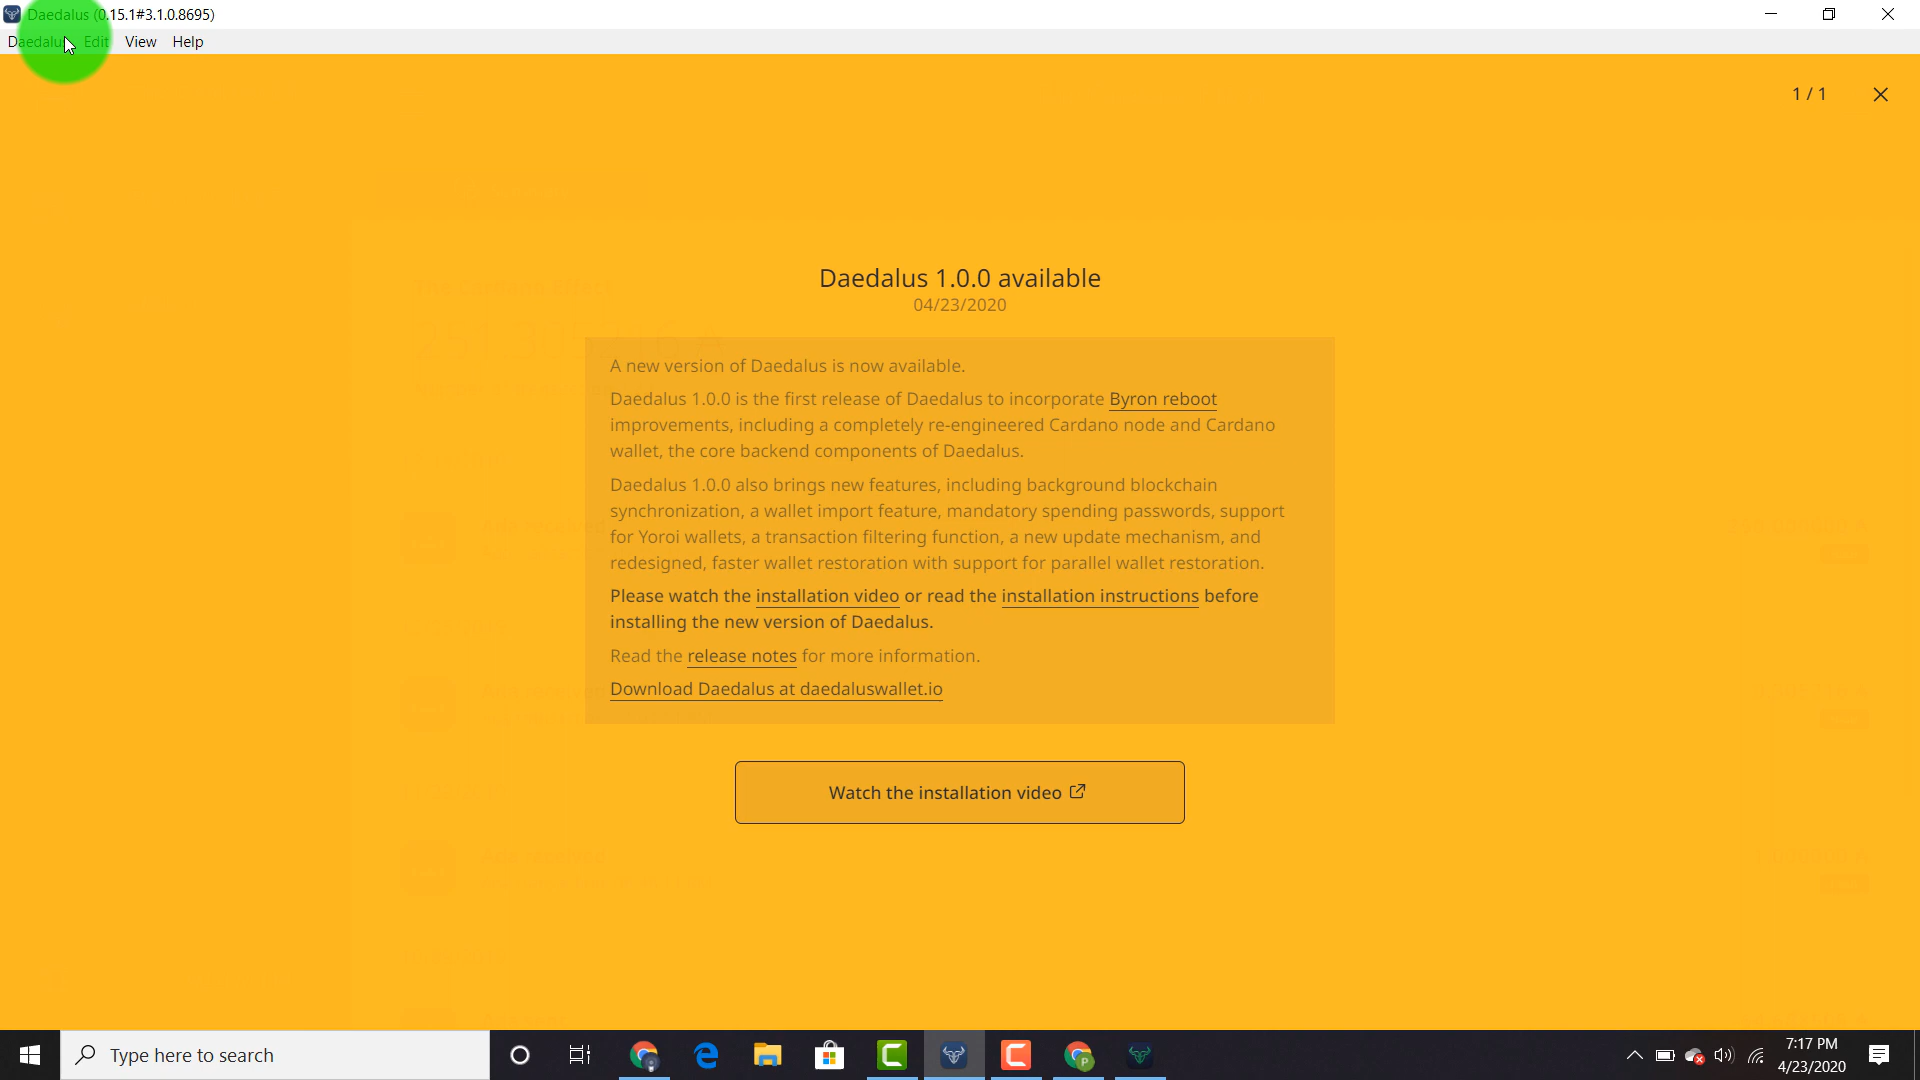 Daedalus (0.15.1#3.1.0.8695)
Daedalus Edit View Help
1 / 1
Daedalus 1.0.0 available
04/23/2020
A new version of Daedalus is now available.
Daedalus 1.0.0 is the first release of Daedalus to incorporate Byron reboot
improvements, including a completely re-engineered Cardano node and Cardano
wallet, the core backend components of Daedalus.
Daedalus 1.0.0 also brings new features, including background blockchain
synchronization, a wallet import feature, mandatory spending passwords, support
for Yoroi wallets, a transaction filtering function, a new update mechanism, and
redesigned, faster wallet restoration with support for parallel wallet restoration.
Please watch the installation video or read the installation instructions before
installing the new version of Daedalus.
Read the release notes for more information.
Download Daedalus at daedaluswallet.io
Watch the installation video
Type here to search
7:17 PM
4/23/2020